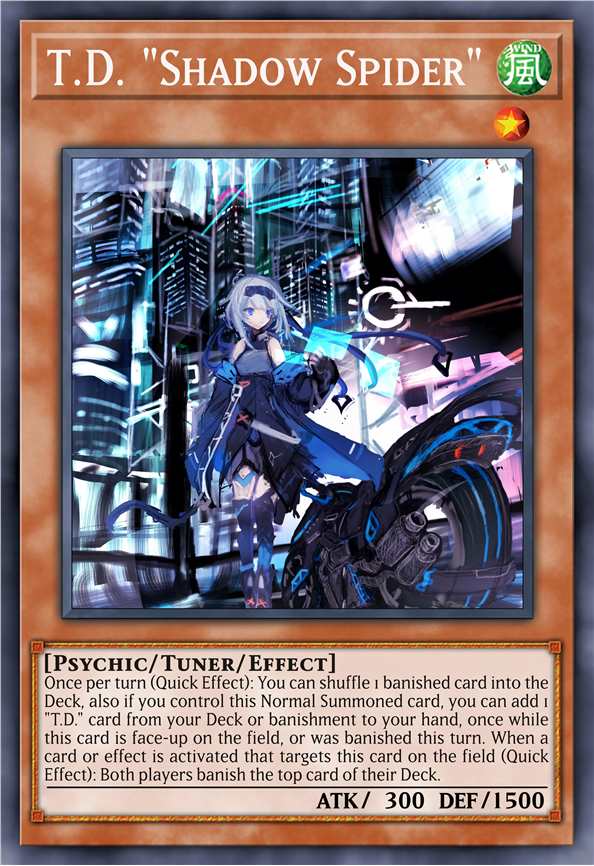 T.D. "Shadow Spider"
WIND
風
[Psychic/Tuner/Effect]
Once per turn (Quick Effect): You can shuffle 1 banished card into the
Deck, also if you control this Normal Summoned card, you can add 1
"T.D." card from your Deck or banishment to your hand, once while
this card is face-up on the field, or was banished this turn. When a
card or effect is activated that targets this card on the field (Quick
Effect): Both players banish the top card of their Deck.
ATK/ 300 DEF/1500